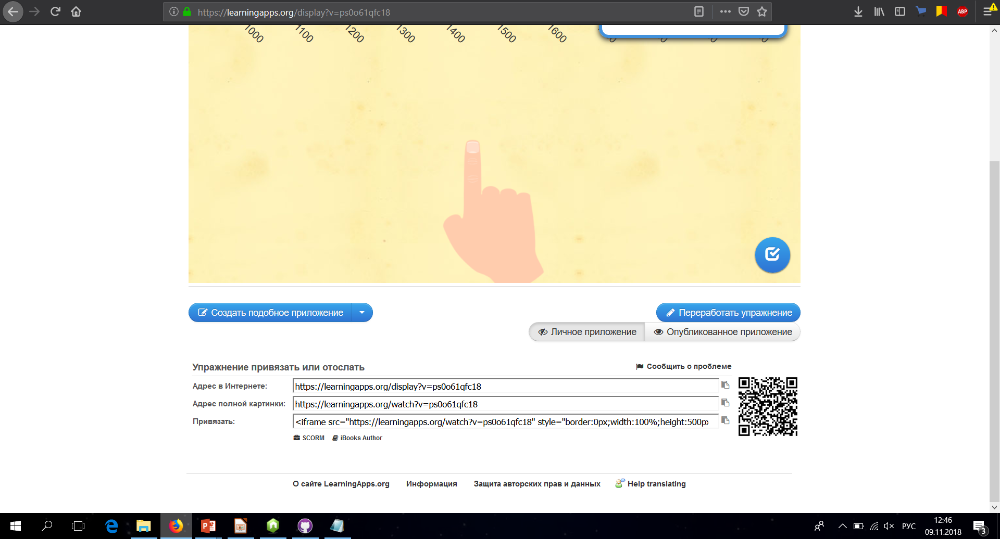 https://learningapps.org/display?v=ps0o61qfc18
ABP
1000 1100 1200 1300 1400 1500 1600
Создать подобное приложение
Переработать упражнение
Личное приложение Опубликованное приложение
Упражнение привязать или отослать
Сообщить о проблеме
Адрес в Интернете: https://learningapps.org/display?v=ps0o61qfc18
Адрес полной картинки: https://learningapps.org/watch?v=ps0o61qfc18
Привязать: <iframe src="https://learningapps.org/watch?v=ps0o61qfc18" style="border:0px;width:100%;height:500px
SCORM iBooks Author
О сайте LearningApps.org Информация Защита авторских прав и данных Help translating
РУС
12:46
09.11.2018
3